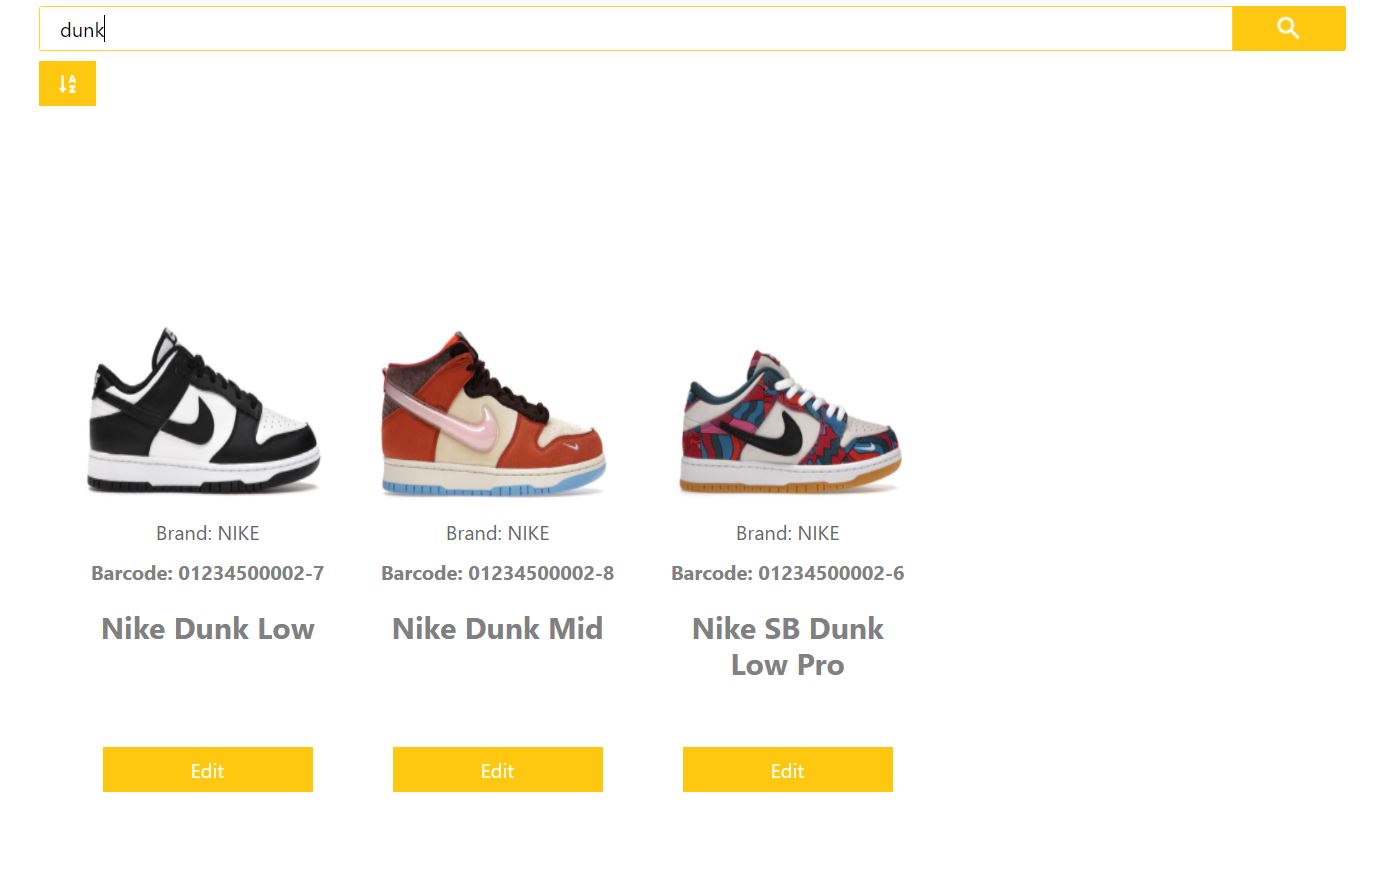 dunk
Brand: NIKE
Barcode: 01234500002-7
Nike Dunk Low
Edit
Brand: NIKE
Barcode: 01234500002-8
Nike Dunk Mid
Edit
Brand: NIKE
Barcode: 01234500002-6
Nike SB Dunk
Low Pro
Edit